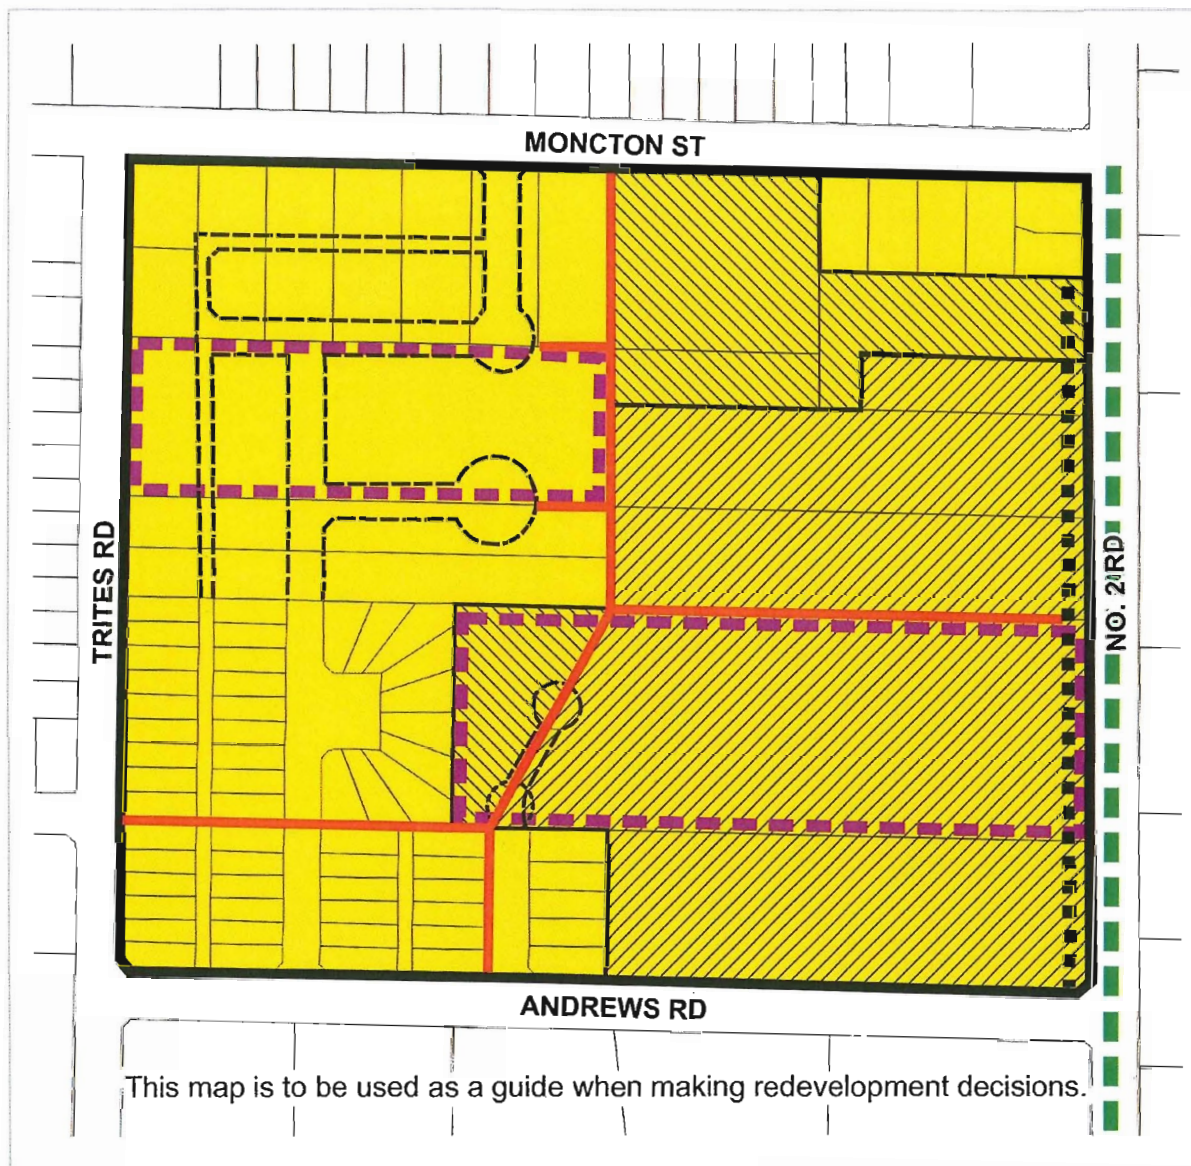 MONCTON ST
TRITES RD
NO. 2 RD
ANDREWS RD
This map is to be used as a guide when making redevelopment decisions.